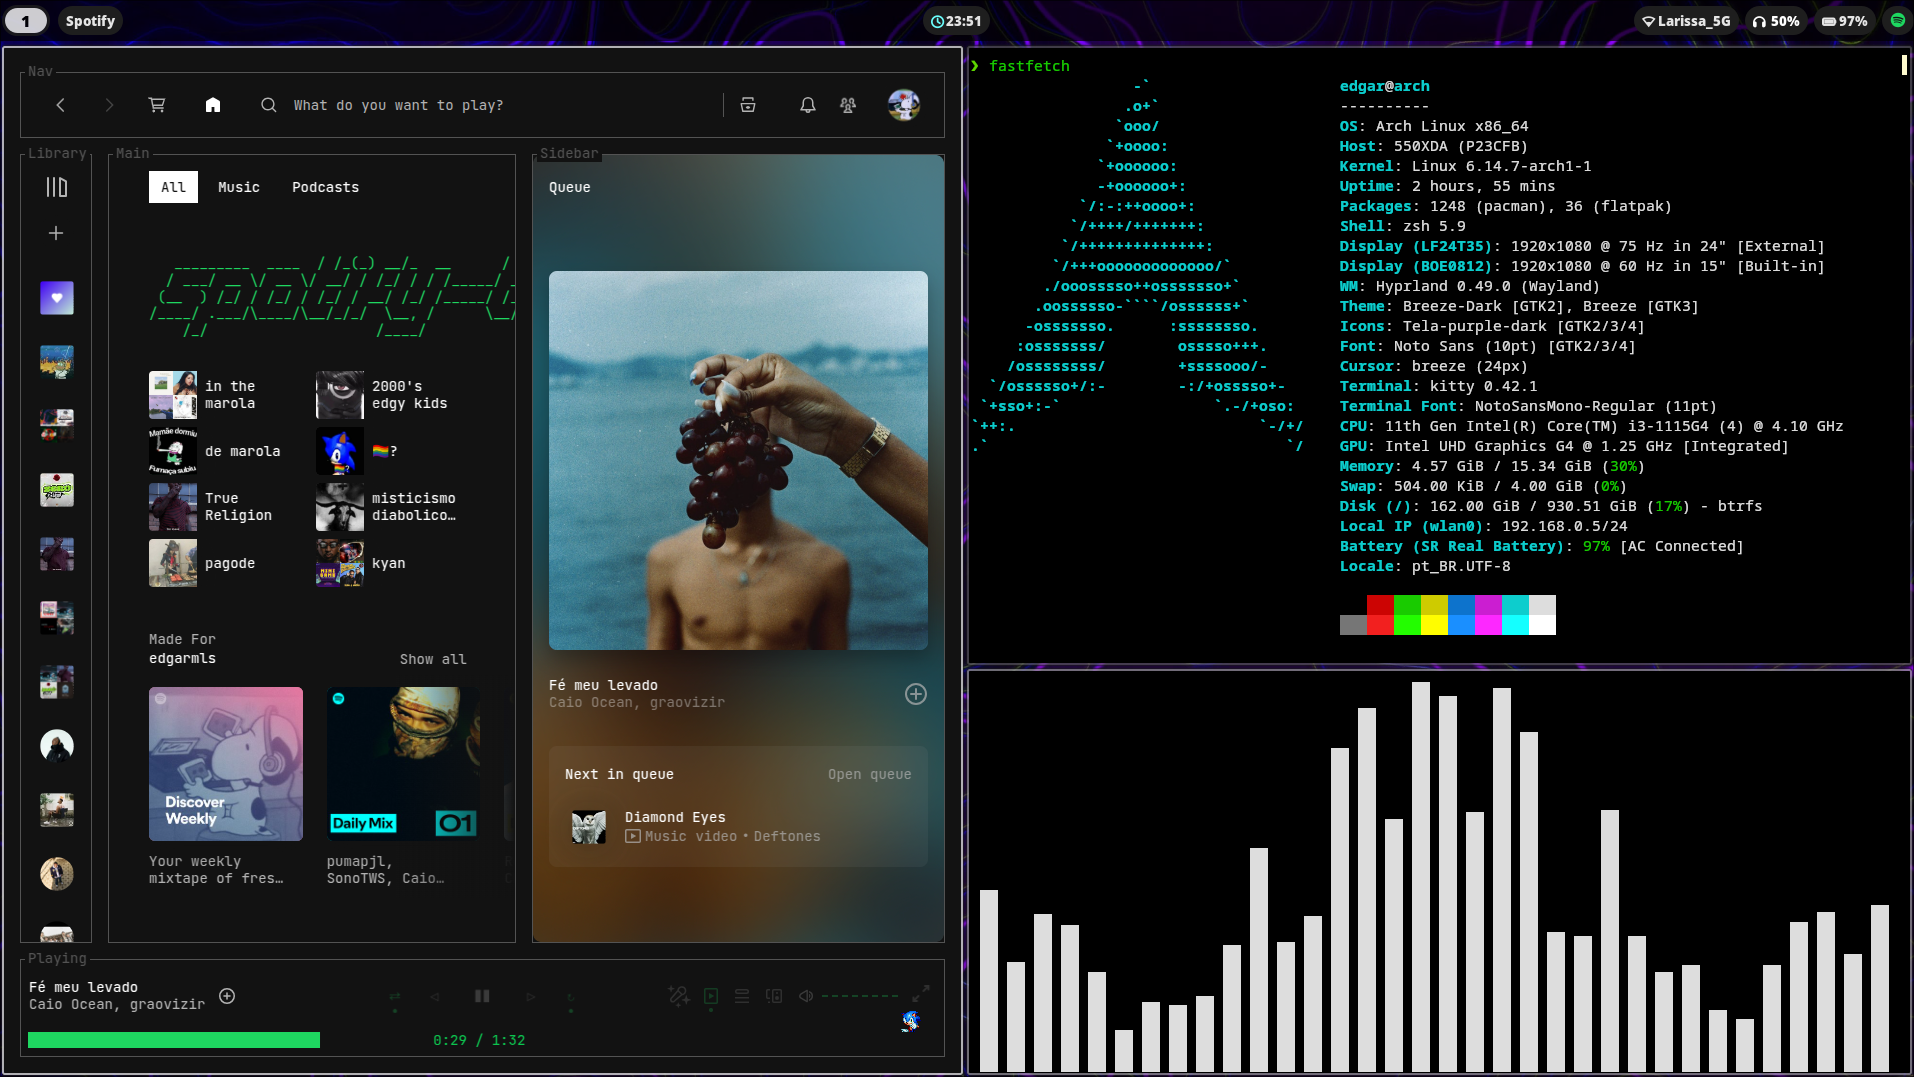 1
Spotify
23:51
Larissa_5G
50%
97%
Nav
What do you want to play?
Library
Main
All
Music
Podcasts
in the
marola
2000's
edgy kids
Mamãe dormiu
Fumaça subiu
de marola
🏳️‍🌈?
True
Religion
misticismo
diabolico…
pagode
kyan
Made For
edgarmls
Show all
Discover
Weekly
Daily Mix
01
Your weekly
mixtape of fres…
pumapjl,
SonoTWS, Caio…
Sidebar
Queue
Fé meu levado
Caio Ocean, graovizir
Next in queue
Open queue
Diamond Eyes
Music video • Deftones
Playing
Fé meu levado
Caio Ocean, graovizir
0:29 / 1:32
❯ fastfetch
edgar@arch
----------
OS: Arch Linux x86_64
Host: 550XDA (P23CFB)
Kernel: Linux 6.14.7-arch1-1
Uptime: 2 hours, 55 mins
Packages: 1248 (pacman), 36 (flatpak)
Shell: zsh 5.9
Display (LF24T35): 1920x1080 @ 75 Hz in 24" [External]
Display (BOE0812): 1920x1080 @ 60 Hz in 15" [Built-in]
WM: Hyprland 0.49.0 (Wayland)
Theme: Breeze-Dark [GTK2], Breeze [GTK3]
Icons: Tela-purple-dark [GTK2/3/4]
Font: Noto Sans (10pt) [GTK2/3/4]
Cursor: breeze (24px)
Terminal: kitty 0.42.1
Terminal Font: NotoSansMono-Regular (11pt)
CPU: 11th Gen Intel(R) Core(TM) i3-1115G4 (4) @ 4.10 GHz
GPU: Intel UHD Graphics G4 @ 1.25 GHz [Integrated]
Memory: 4.57 GiB / 15.34 GiB (30%)
Swap: 504.00 KiB / 4.00 GiB (0%)
Disk (/): 162.00 GiB / 930.51 GiB (17%) - btrfs
Local IP (wlan0): 192.168.0.5/24
Battery (SR Real Battery): 97% [AC Connected]
Locale: pt_BR.UTF-8